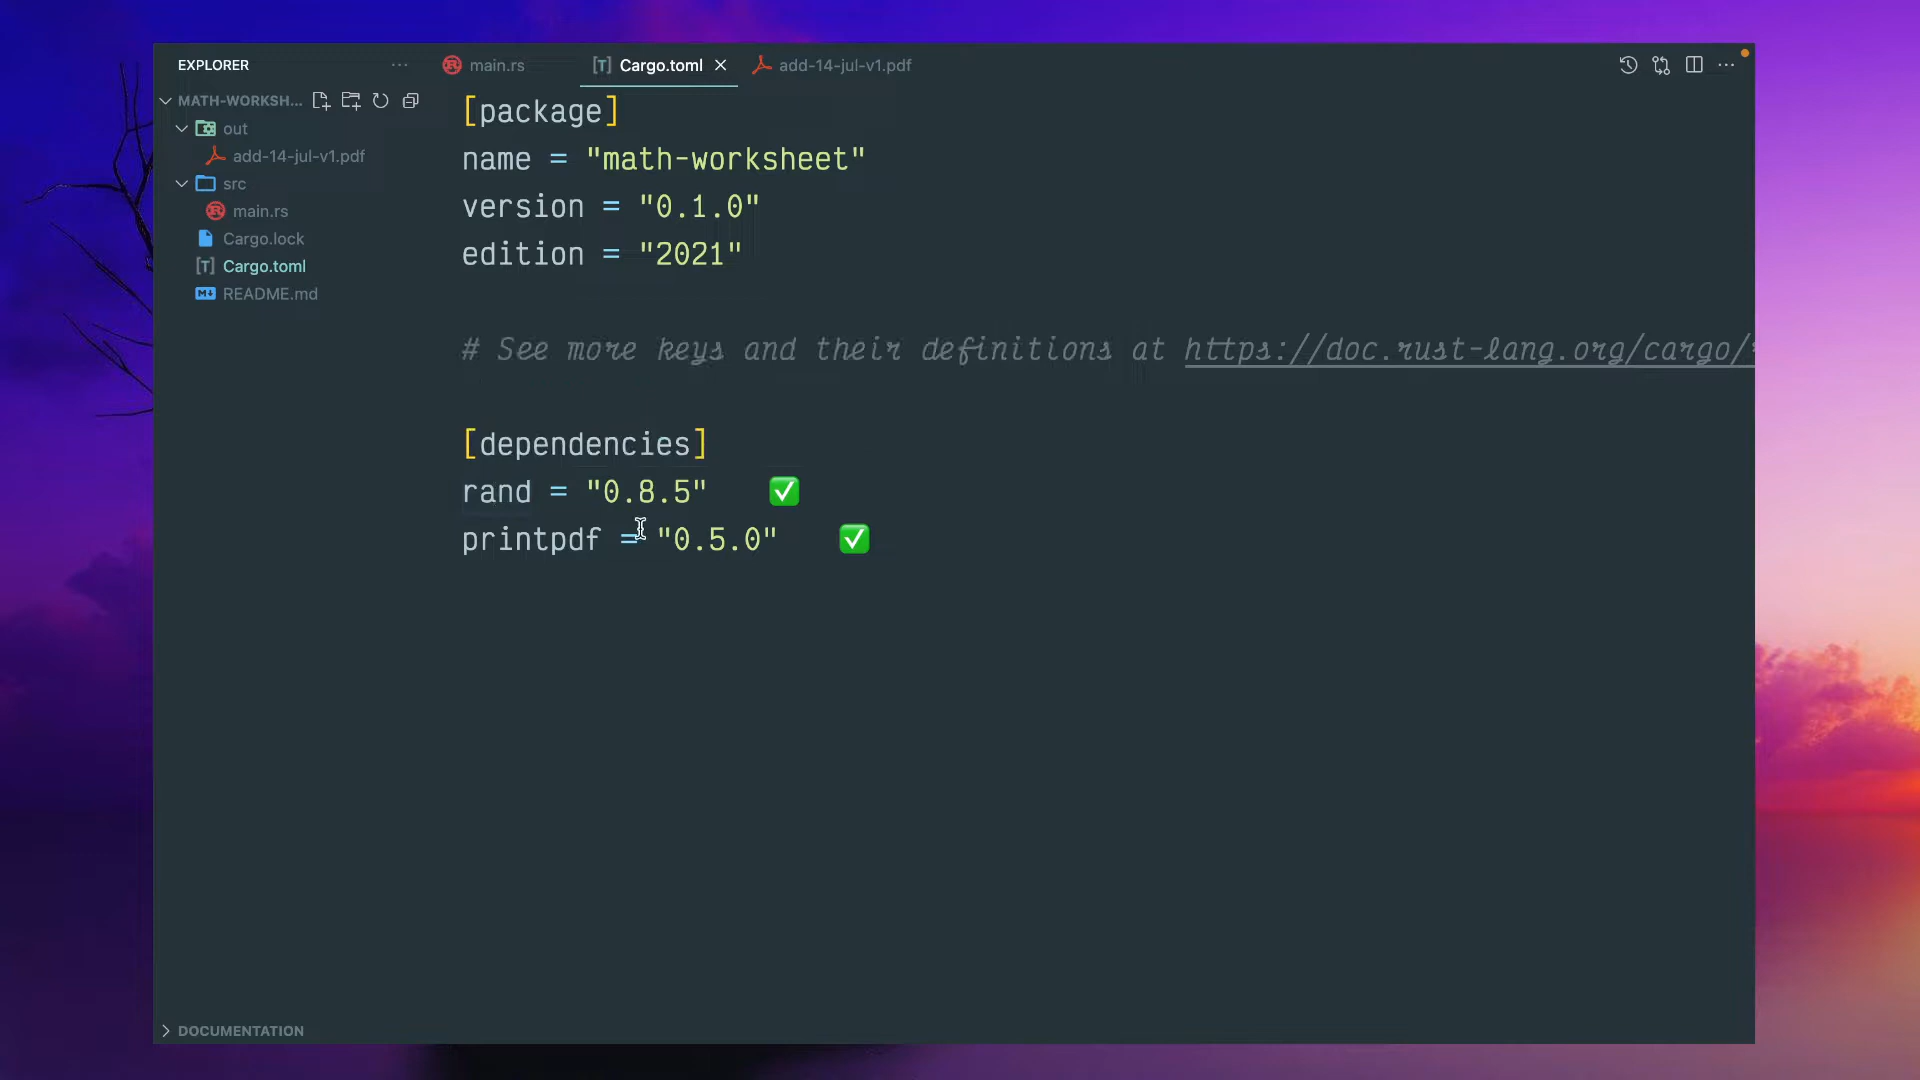 EXPLORER
MATH-WORKSH...
out
add-14-jul-v1.pdf
src
main.rs
Cargo.lock
Cargo.toml
README.md
DOCUMENTATION
main.rs
Cargo.toml
add-14-jul-v1.pdf
[package]
name = "math-worksheet"
version = "0.1.0"
edition = "2021"
# See more keys and their definitions at https://doc.rust-lang.org/cargo/
[dependencies]
rand = "0.8.5" ✅
printpdf = "0.5.0" ✅